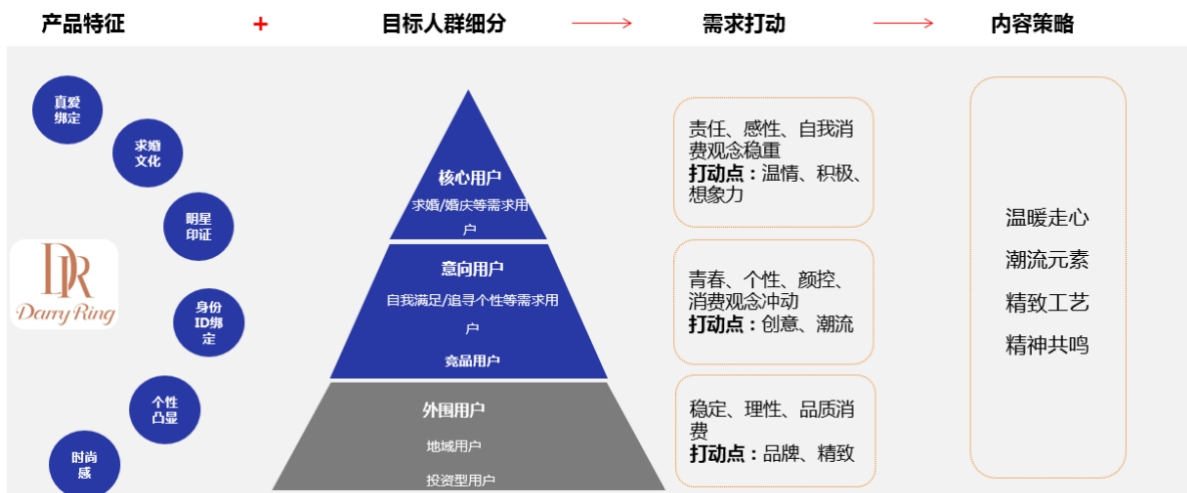 产品特征
+
目标人群细分
需求打动
内容策略
真爱
绑定
求婚
文化
明星
印证
DR
Darry Ring
身份
ID绑
定
个性
凸显
时尚
感
核心用户
求婚/婚庆等需求用
户
意向用户
自我满足/追寻个性等需求用
户
竞品用户
外围用户
地域用户
投资型用户
责任、感性、自我消
费观念稳重
打动点：温情、积极、
想象力
青春、个性、颜控、
消费观念冲动
打动点：创意、潮流
稳定、理性、品质消
费
打动点：品牌、精致
温暖走心
潮流元素
精致工艺
精神共鸣